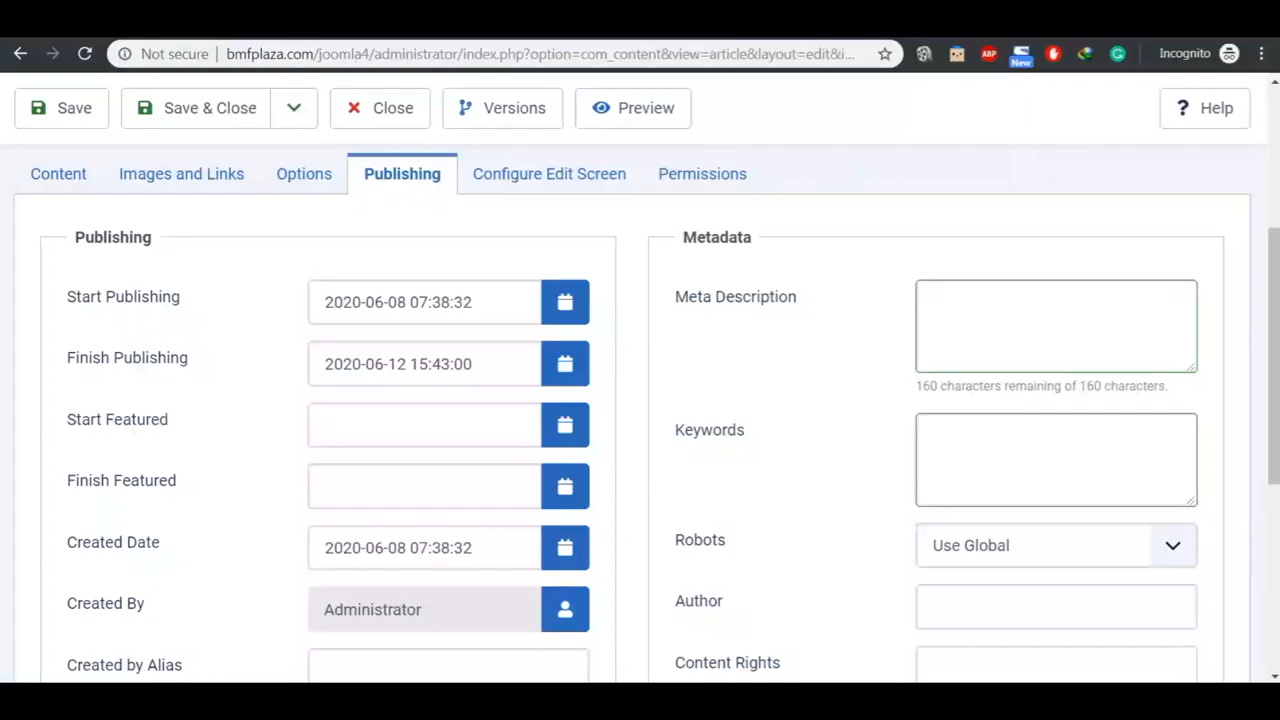 Not secure | bmfplaza.com/joomla4/administrator/index.php?option=com_content&view=article&layout=edit&i...
ABP
New
Incognito
Save
Save & Close
Close
Versions
Preview
? Help
Content
Images and Links
Options
Publishing
Configure Edit Screen
Permissions
Publishing
Start Publishing
2020-06-08 07:38:32
Finish Publishing
2020-06-12 15:43:00
Start Featured
Finish Featured
Created Date
2020-06-08 07:38:32
Created By
Administrator
Created by Alias
Metadata
Meta Description
160 characters remaining of 160 characters.
Keywords
Robots
Use Global
Author
Content Rights